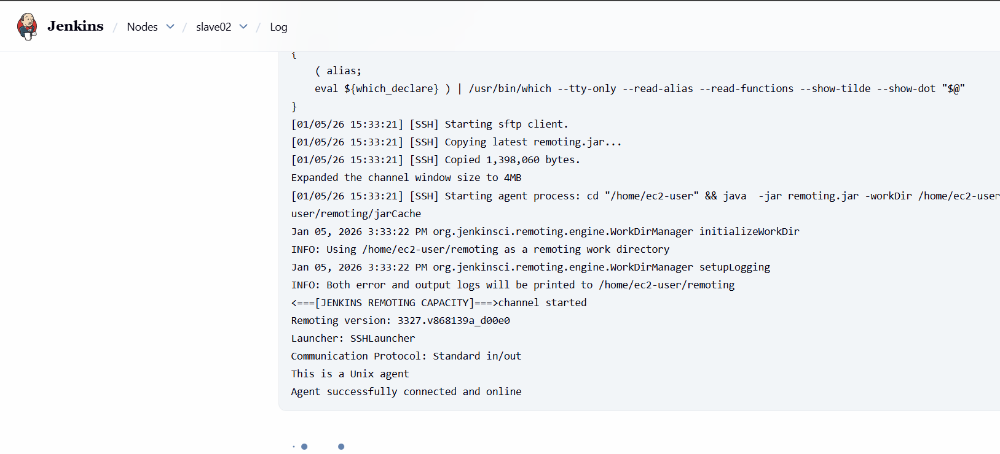 Jenkins / Nodes / slave02 / Log
{
( alias;
eval ${which_declare} ) | /usr/bin/which --tty-only --read-alias --read-functions --show-tilde --show-dot "$@"
}
[01/05/26 15:33:21] [SSH] Starting sftp client.
[01/05/26 15:33:21] [SSH] Copying latest remoting.jar...
[01/05/26 15:33:21] [SSH] Copied 1,398,060 bytes.
Expanded the channel window size to 4MB
[01/05/26 15:33:21] [SSH] Starting agent process: cd "/home/ec2-user" && java  -jar remoting.jar -workDir /home/ec2-user
user/remoting/jarCache
Jan 05, 2026 3:33:22 PM org.jenkinsci.remoting.engine.WorkDirManager initializeWorkDir
INFO: Using /home/ec2-user/remoting as a remoting work directory
Jan 05, 2026 3:33:22 PM org.jenkinsci.remoting.engine.WorkDirManager setupLogging
INFO: Both error and output logs will be printed to /home/ec2-user/remoting
<===[JENKINS REMOTING CAPACITY]===>channel started
Remoting version: 3327.v868139a_d00e0
Launcher: SSHLauncher
Communication Protocol: Standard in/out
This is a Unix agent
Agent successfully connected and online